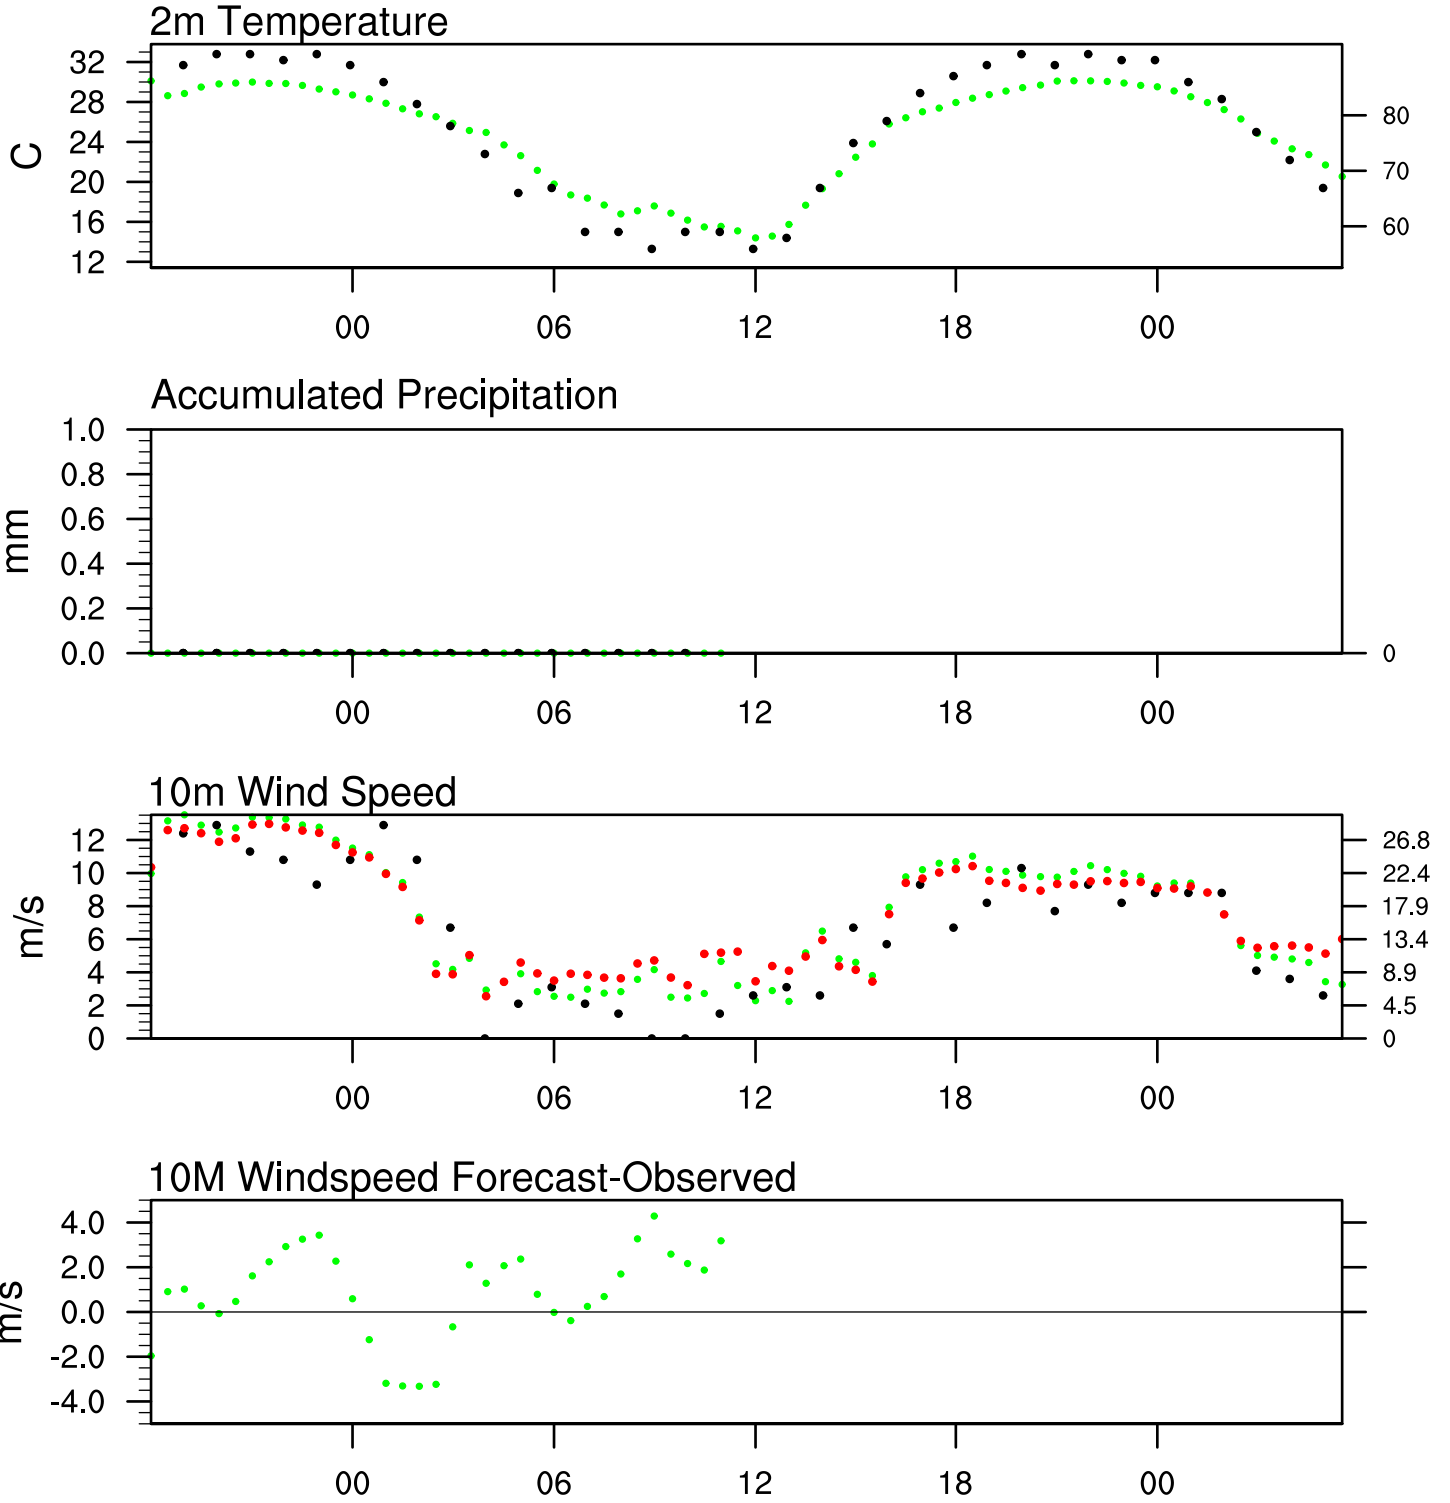 2m Temperature
32
28
24
20
16
12
C
80
70
60
00 06 12 18 00
Accumulated Precipitation
1.0
0.8
0.6
0.4
0.2
0.0
mm
0
00 06 12 18 00
10m Wind Speed
12
10
8
6
4
2
0
m/s
26.8
22.4
17.9
13.4
8.9
4.5
0
00 06 12 18 00
10M Windspeed Forecast-Observed
4.0
2.0
0.0
-2.0
-4.0
m/s
00 06 12 18 00